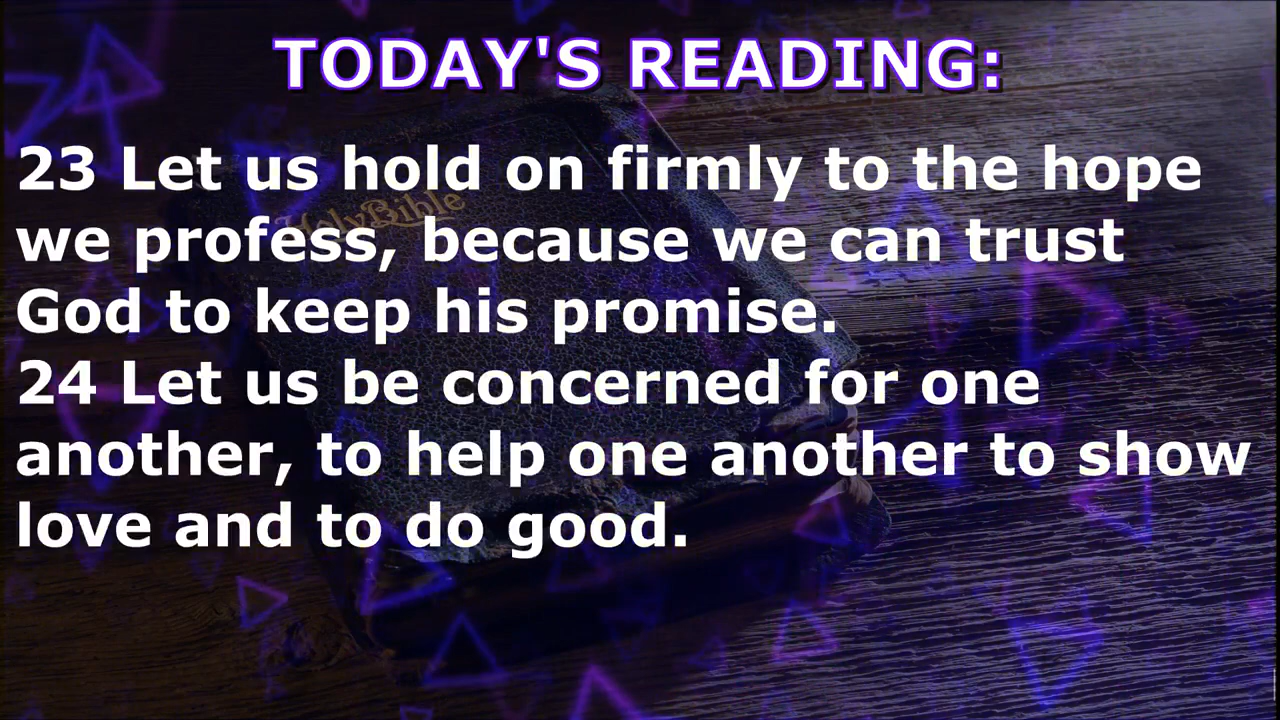 TODAY'S READING:
23 Let us hold on firmly to the hope
we profess, because we can trust
God to keep his promise.
24 Let us be concerned for one
another, to help one another to show
love and to do good.
Holy Bible